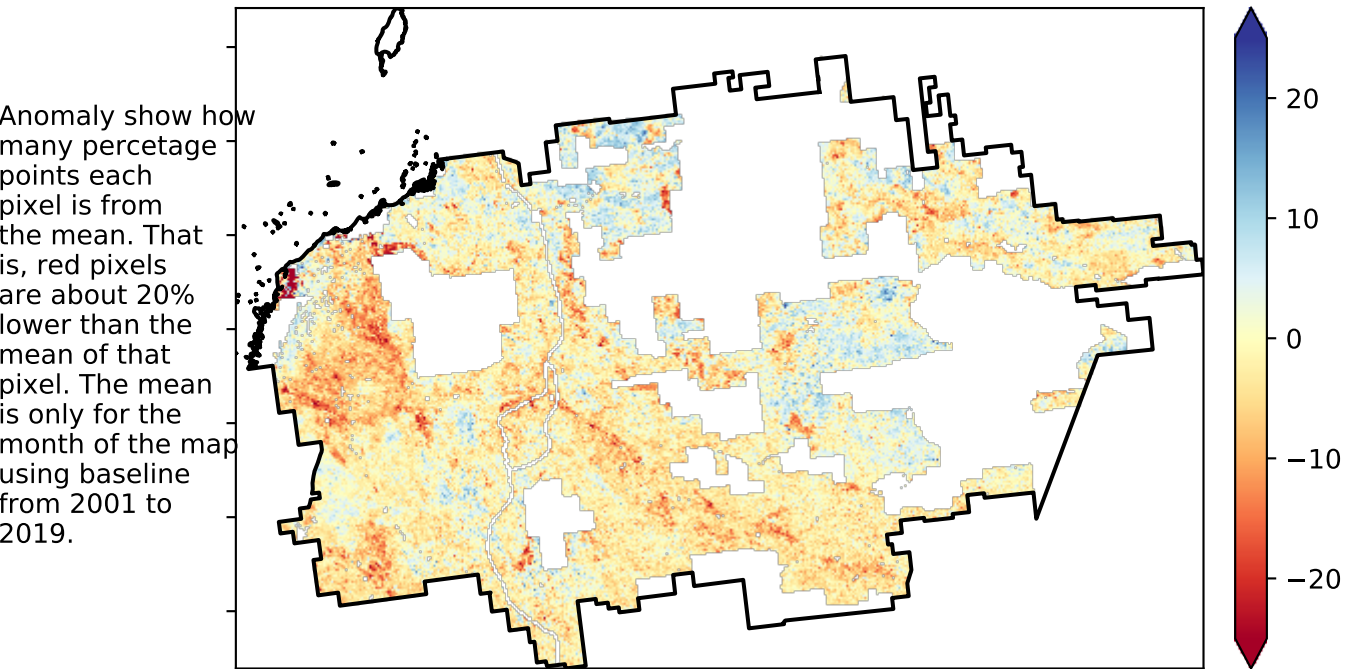 Anomaly show how
many percetage
points each
pixel is from
the mean. That
is, red pixels
are about 20%
lower than the
mean of that
pixel. The mean
is only for the
month of the map
using baseline
from 2001 to
2019.
20
10
0
−10
−20